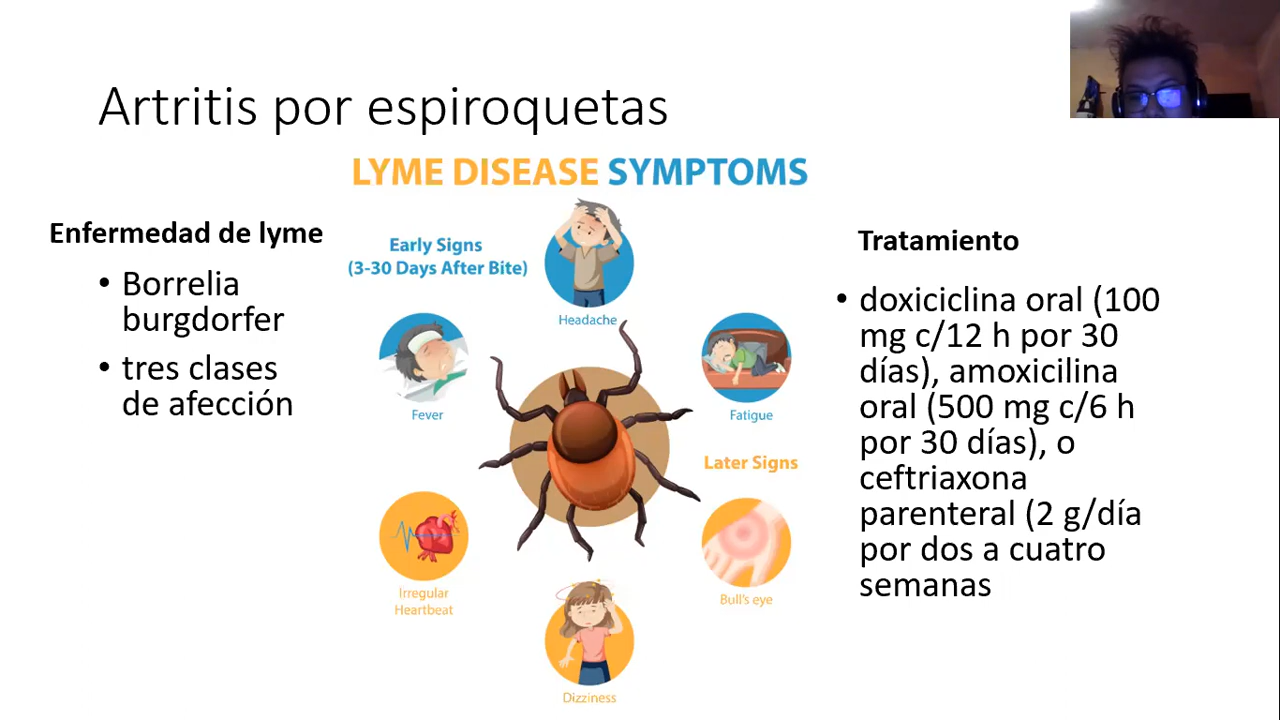 Artritis por espiroquetas
LYME DISEASE SYMPTOMS
Enfermedad de lyme
• Borrelia
burgdorfer
• tres clases
de afección
Early Signs
(3-30 Days After Bite)
Headache
Fever
Fatigue
Later Signs
Irregular
Heartbeat
Bull's eye
Dizziness
Tratamiento
• doxiciclina oral (100
mg c/12 h por 30
días), amoxicilina
oral (500 mg c/6 h
por 30 días), o
ceftriaxona
parenteral (2 g/día
por dos a cuatro
semanas